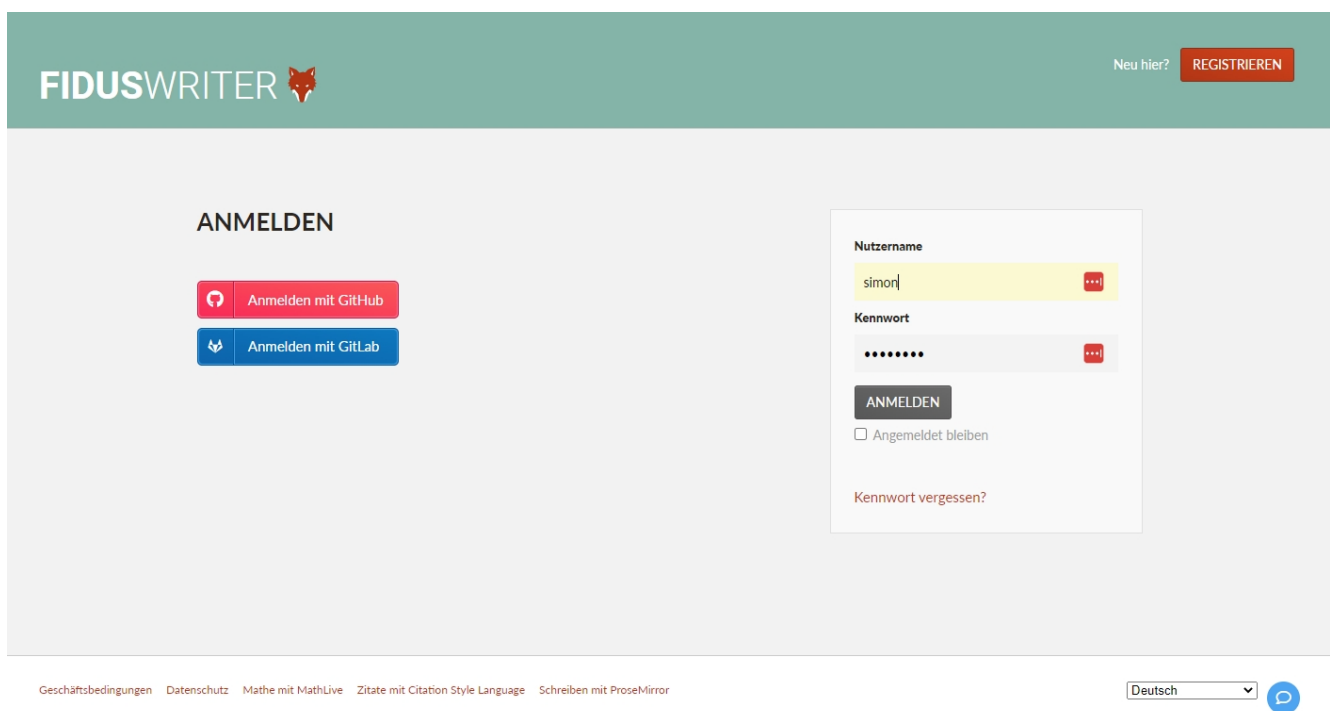 FIDUSWRITER
Neu hier? REGISTRIEREN
ANMELDEN
Anmelden mit GitHub
Anmelden mit GitLab
Nutzername
simon
Kennwort
••••••••
ANMELDEN
Angemeldet bleiben
Kennwort vergessen?
Geschäftsbedingungen Datenschutz Mathe mit MathLive Zitate mit Citation Style Language Schreiben mit ProseMirror
Deutsch